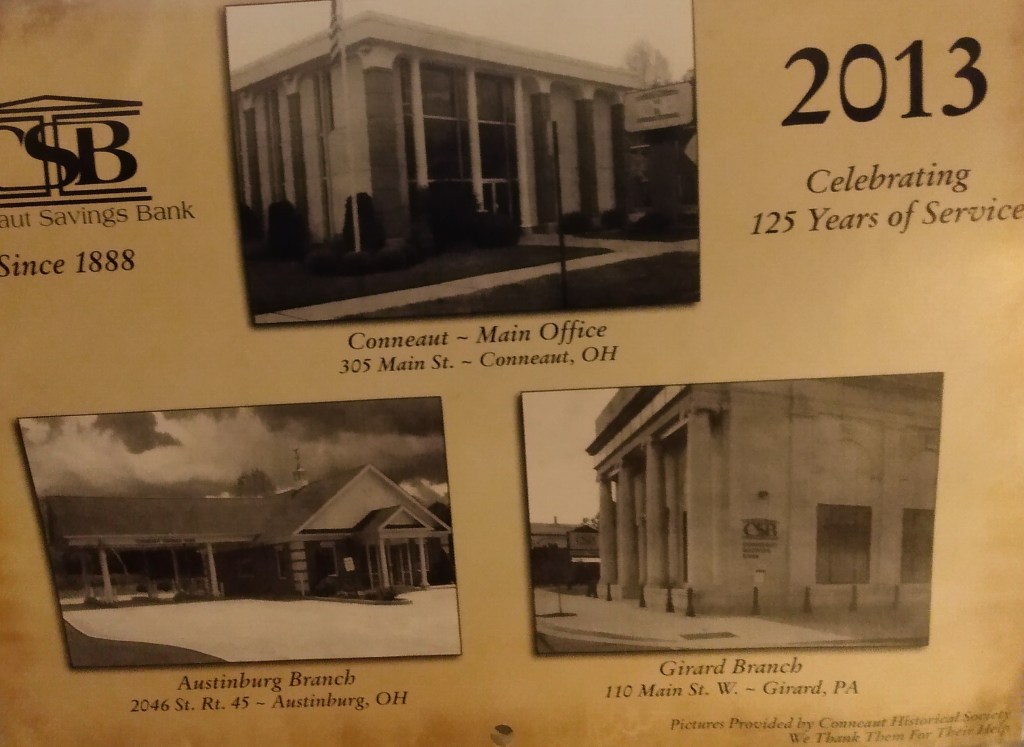 2013
Celebrating
125 Years of Service
CSB
aut Savings Bank
Since 1888
Conneaut ~ Main Office
305 Main St. ~ Conneaut, OH
Austinburg Branch
2046 St. Rt. 45 ~ Austinburg, OH
CSB
Girard Branch
110 Main St. W. ~ Girard, PA
Pictures Provided by Conneaut Historical Society
We Thank Them For Their Help